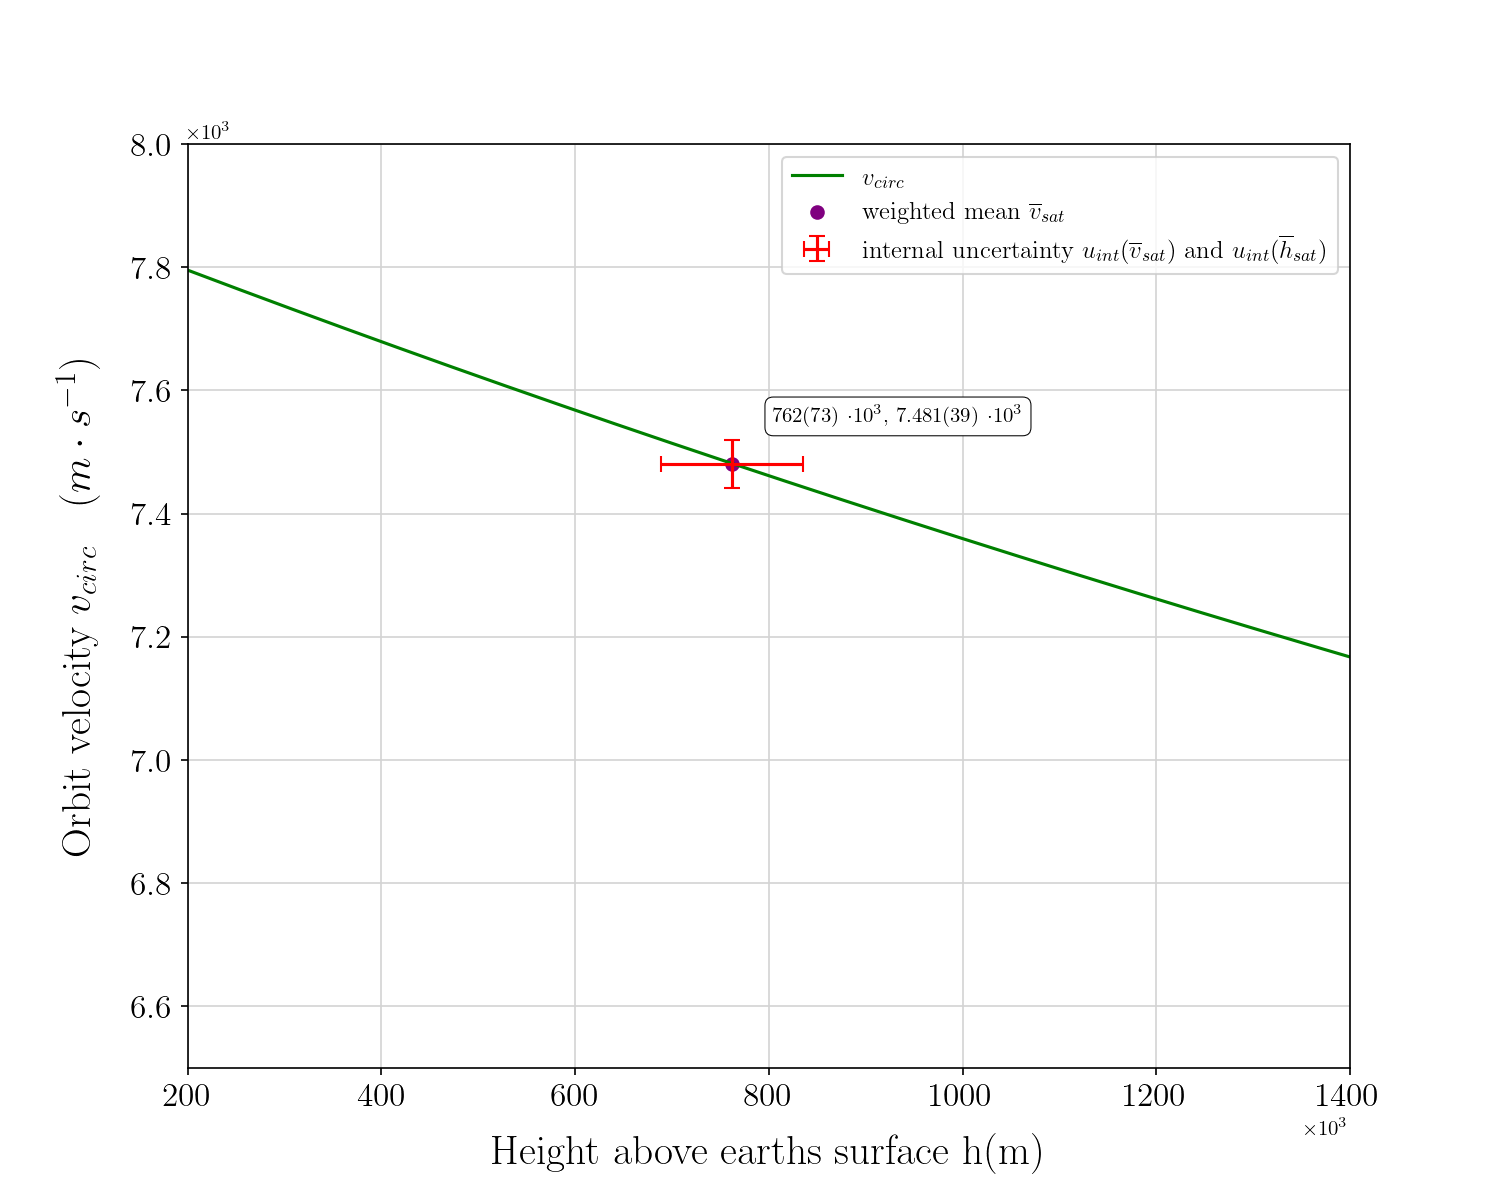 ×10³
8.0
7.8
7.6
7.4
7.2
7.0
6.8
6.6
Orbit velocity v_circ (m · s⁻¹)
v_circ
weighted mean v̅_sat
internal uncertainty u_int(v̅_sat) and u_int(h̅_sat)
762(73) ·10³, 7.481(39) ·10³
200 400 600 800 1000 1200 1400
×10³
Height above earths surface h(m)